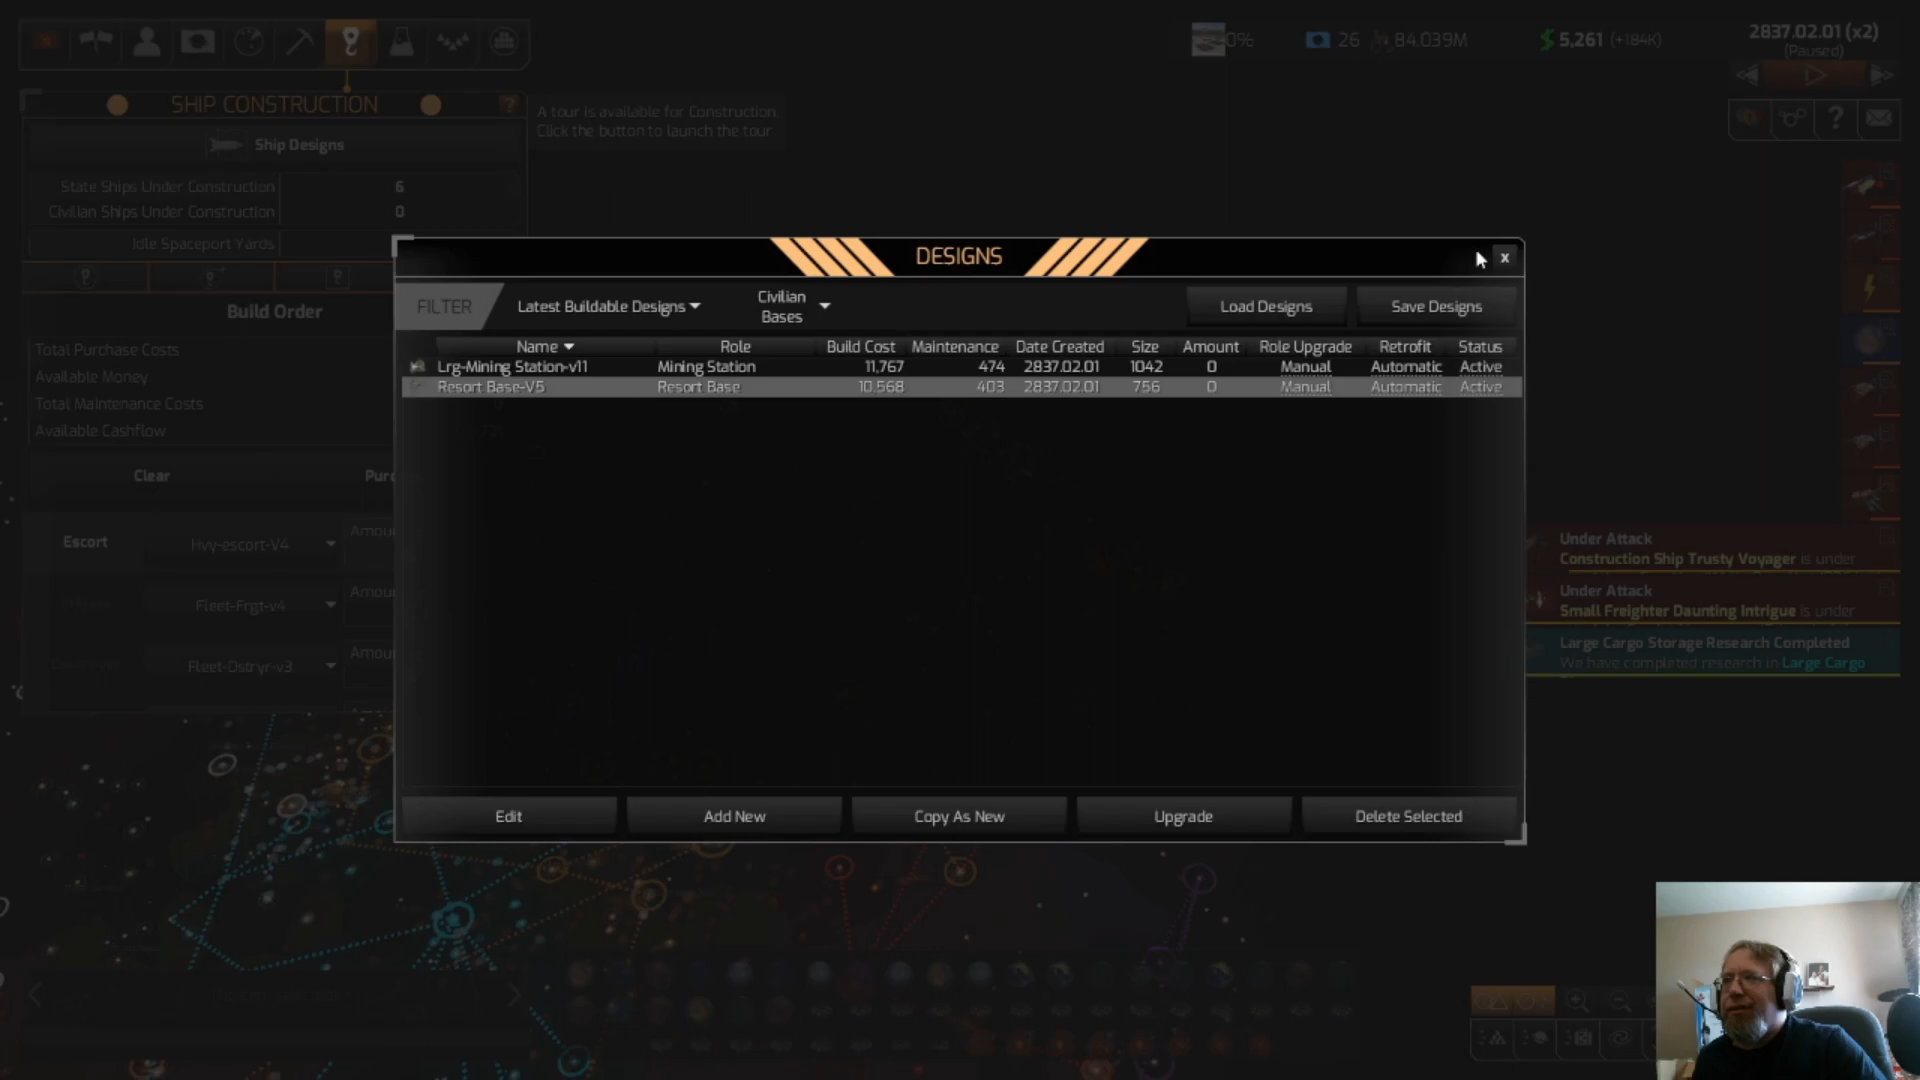 0%
26
84.039M
5,261 (+184K)
2837.02.01 (x2)
(Paused)
SHIP CONSTRUCTION
?
A tour is available for Construction.
Click the button to launch the tour
Ship Designs
State Ships Under Construction 6
Civilian Ships Under Construction 0
Idle Spaceport Yards
Build Order
Total Purchase Costs
Available Money
Total Maintenance Costs
Available Cashflow
Clear
Purc
Escort Hvy-escort-V4 Amou
Fleet-Frgt-v4 Amou
Fleet-Dstryr-v3 Amou
DESIGNS
x
FILTER
Latest Buildable Designs
Civilian
Bases
Load Designs
Save Designs
Name Role Build Cost Maintenance Date Created Size Amount Role Upgrade Retrofit Status
Lrg-Mining Station-v11 Mining Station 11,767 474 2837.02.01 1042 0 Manual Automatic Active
Resort Base-V5 Resort Base 10,568 403 2837.02.01 756 0 Manual Automatic Active
Edit
Add New
Copy As New
Upgrade
Delete Selected
Under Attack
Construction Ship Trusty Voyager is under
Under Attack
Small Freighter Daunting Intrigue is under
Large Cargo Storage Research Completed
We have completed research in Large Cargo